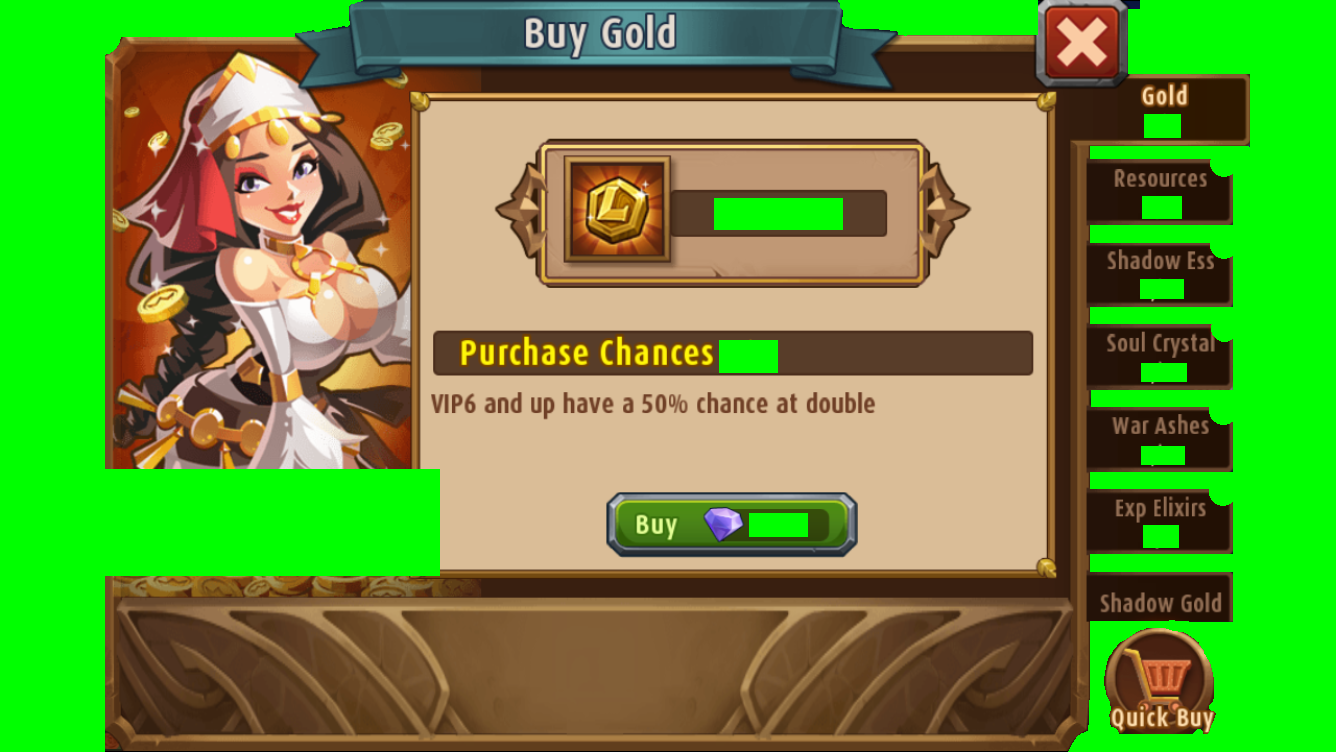 Buy Gold
Gold
Resources
Shadow Ess
Soul Crystal
War Ashes
Exp Elixirs
Shadow Gold
Quick Buy
L
Purchase Chances
VIP6 and up have a 50% chance at double
Buy